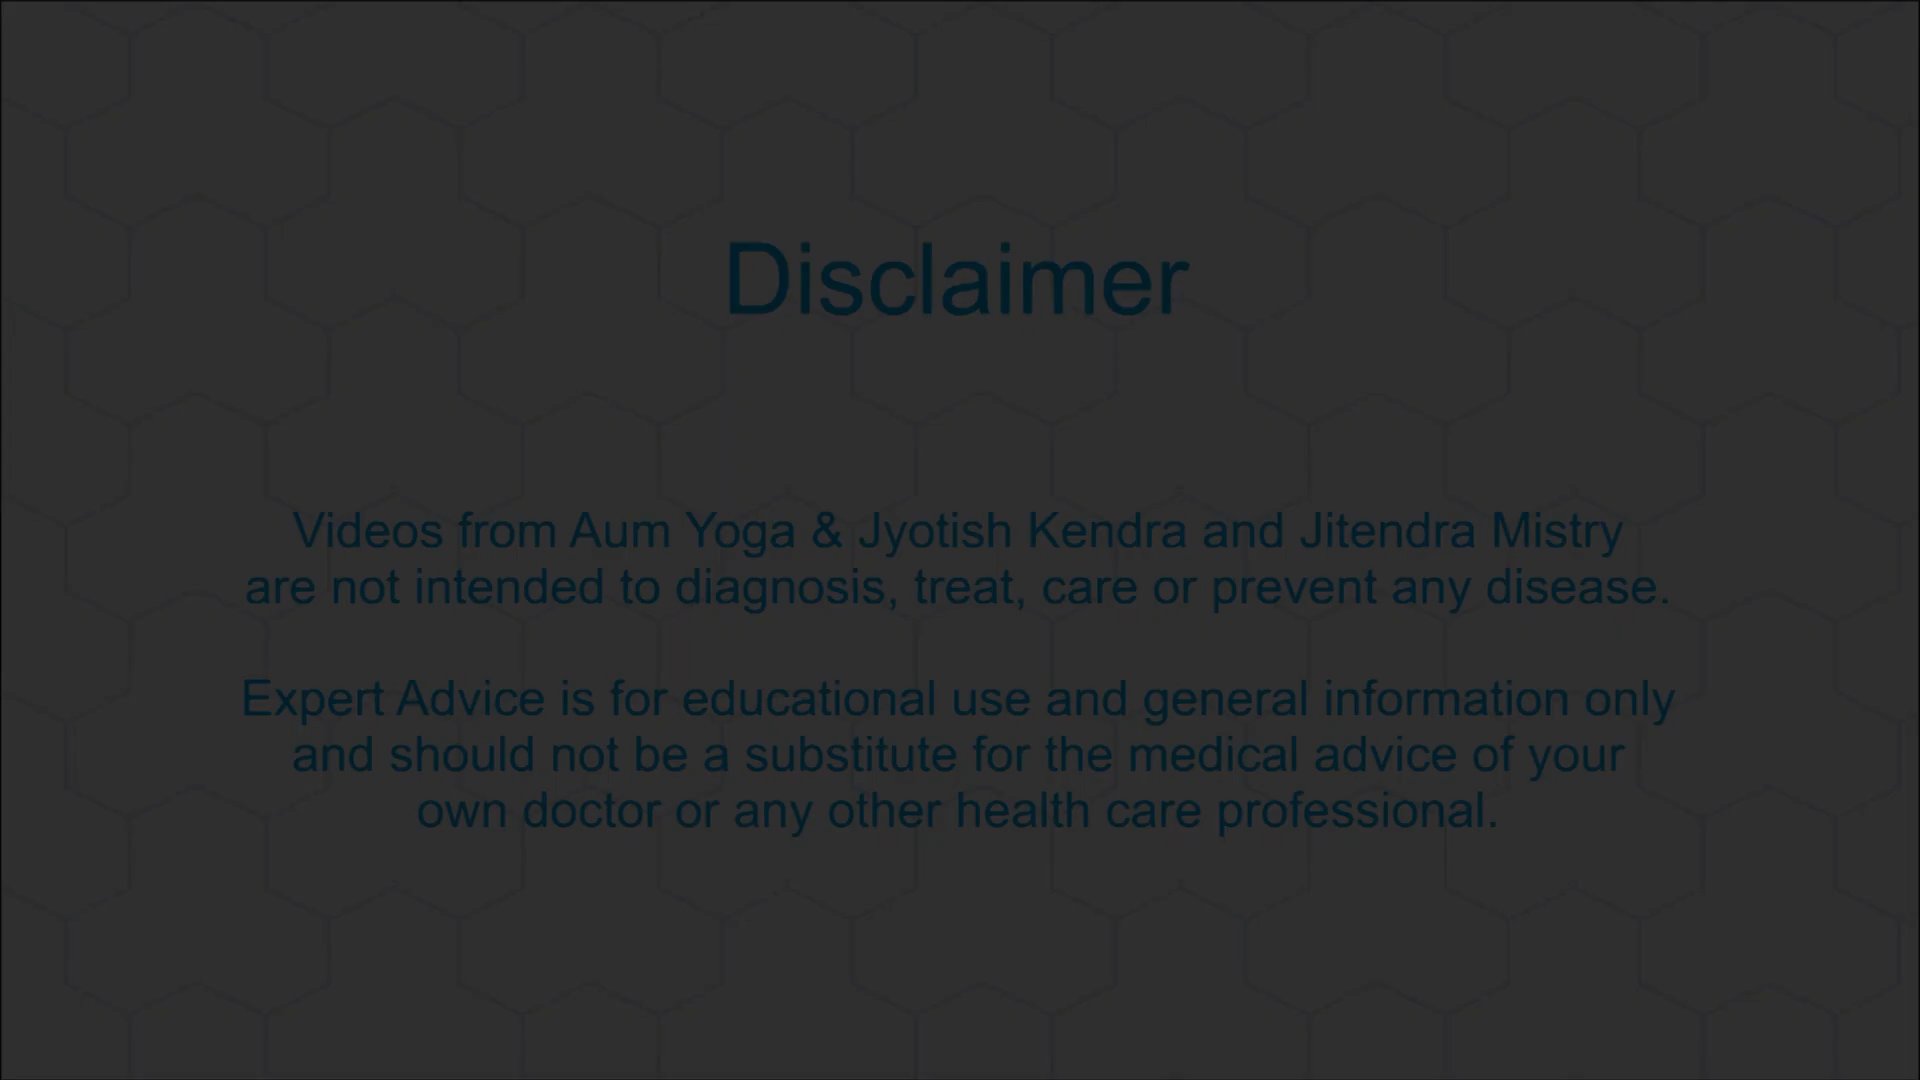 Disclaimer
Videos from Aum Yoga & Jyotish Kendra and Jitendra Mistry
are not intended to diagnosis, treat, care or prevent any disease.
Expert Advice is for educational use and general information only
and should not be a substitute for the medical advice of your
own doctor or any other health care professional.